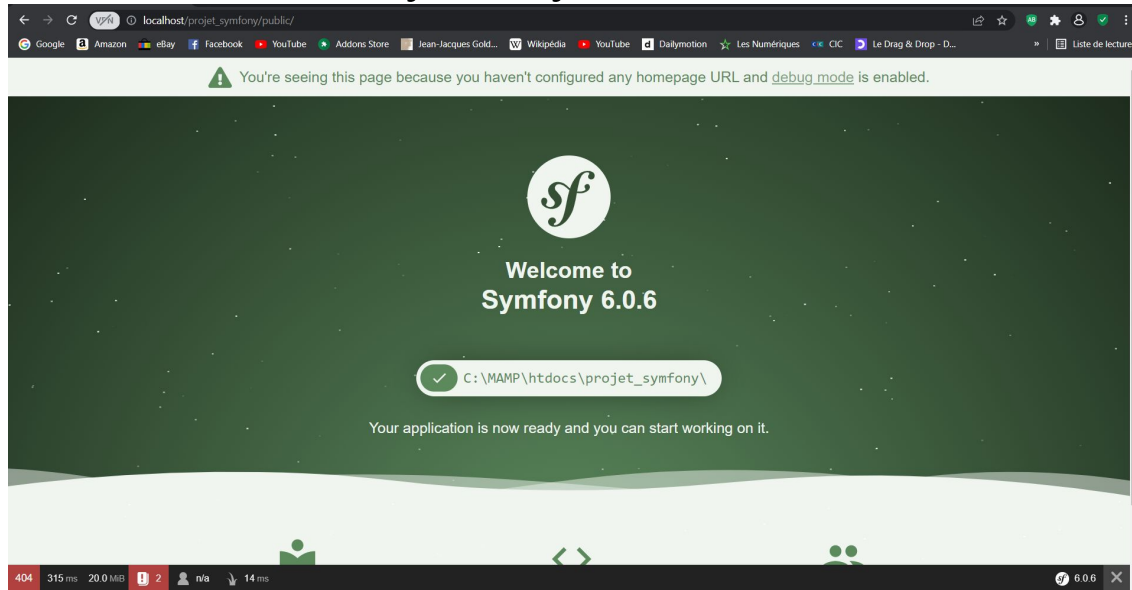 VPN localhost/projet_symfony/public/
Google Amazon eBay Facebook YouTube Addons Store Jean-Jacques Gold... Wikipédia YouTube Dailymotion Les Numériques CIC Le Drag & Drop - D... » Liste de lecture
You're seeing this page because you haven't configured any homepage URL and debug mode is enabled.
sf
Welcome to
Symfony 6.0.6
C:\MAMP\htdocs\projet_symfony\
Your application is now ready and you can start working on it.
404 315 ms 20.0 MiB 2 n/a 14 ms sf 6.0.6